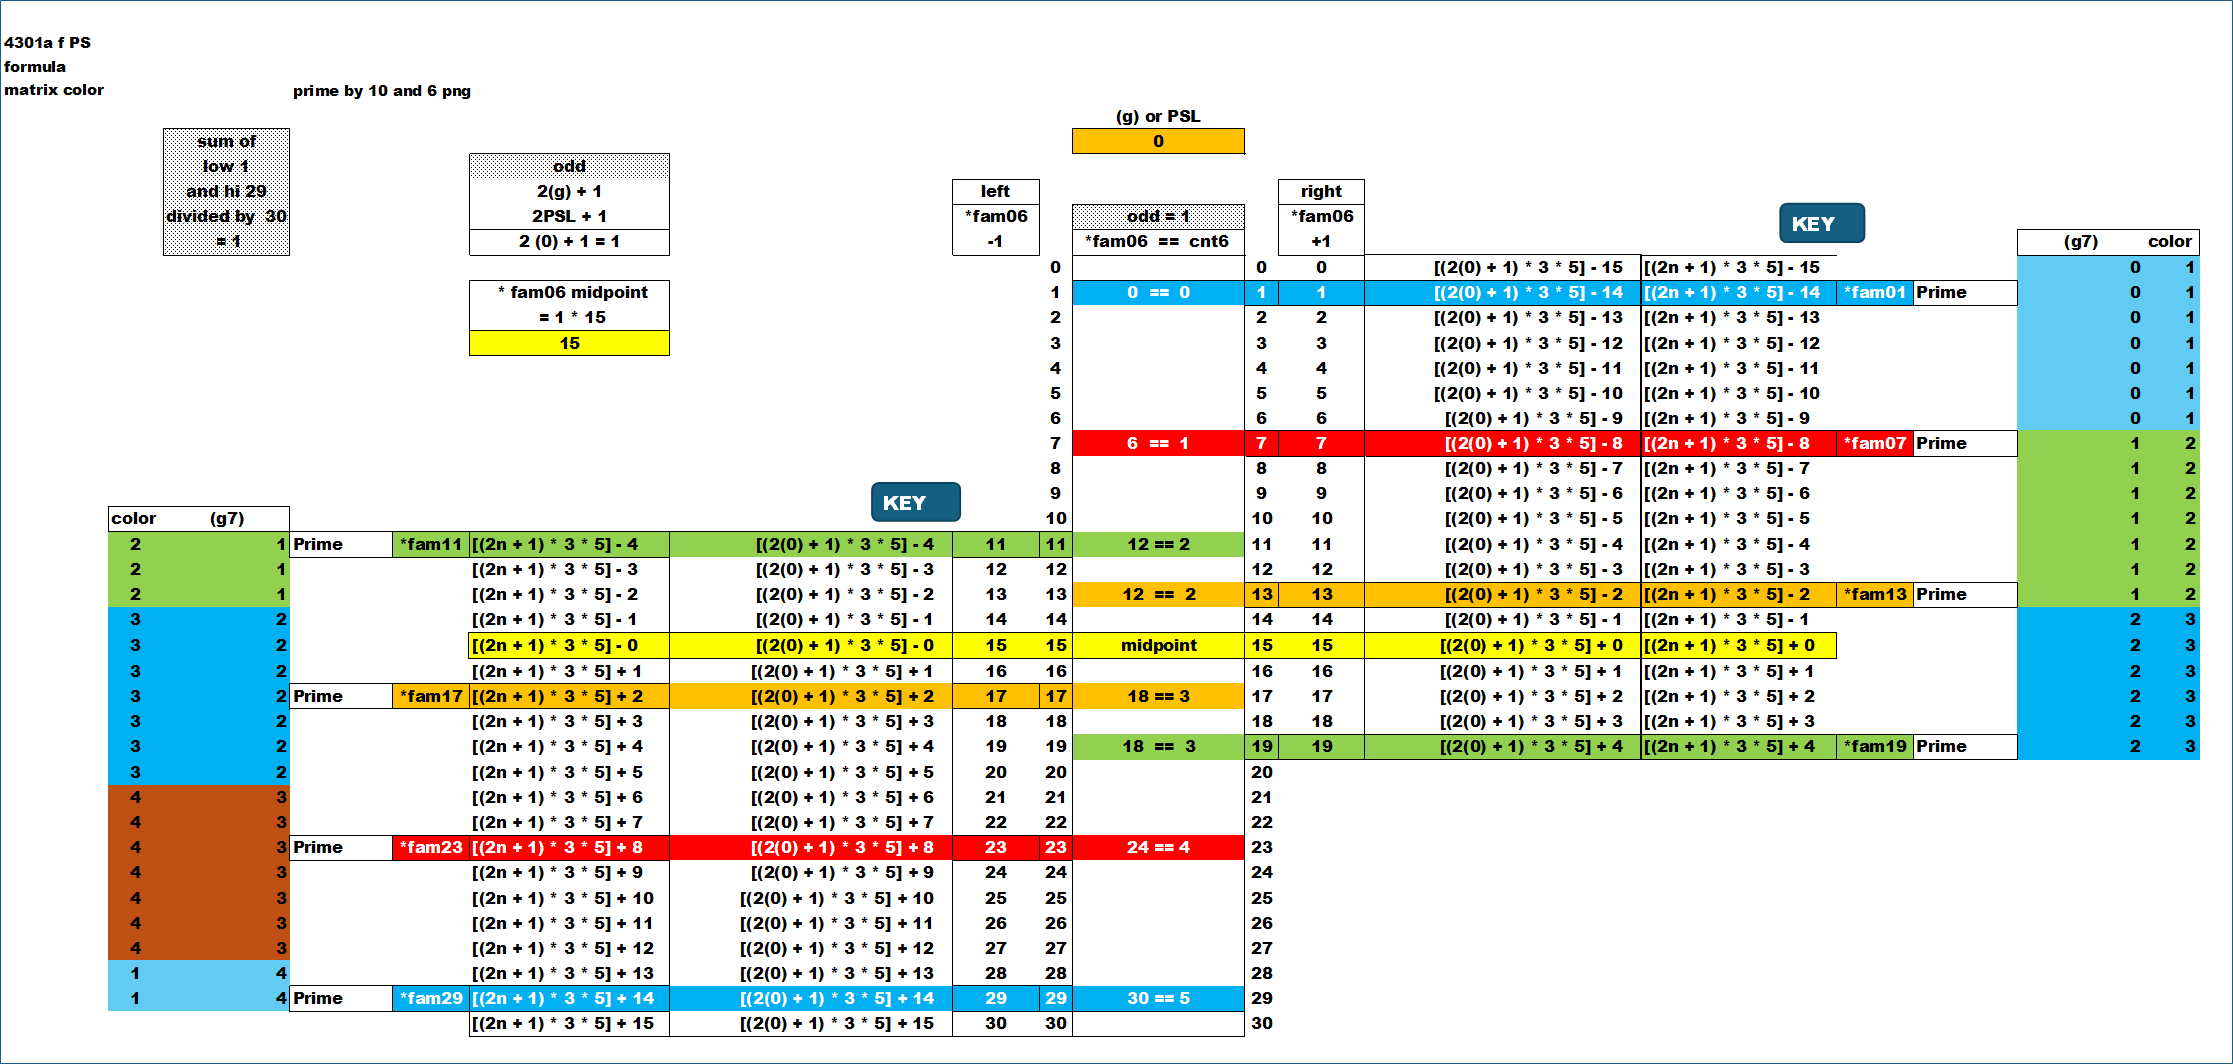 4301a f PS
formula
matrix color
prime by 10 and 6 png
(g) or PSL
0
sum of
low 1
and hi 29
divided by 30
= 1
odd
2(g) + 1
2PSL + 1
2 (0) + 1 = 1
* fam06 midpoint
= 1 * 15
15
left
*fam06
-1
odd = 1
*fam06 == cnt6
right
*fam06
+1
KEY
(g7) color
0 0 0 [(2(0) + 1) * 3 * 5] - 15 [(2n + 1) * 3 * 5] - 15 0 1
1 0 == 0 1 1 [(2(0) + 1) * 3 * 5] - 14 [(2n + 1) * 3 * 5] - 14 *fam01 Prime 0 1
2 2 2 [(2(0) + 1) * 3 * 5] - 13 [(2n + 1) * 3 * 5] - 13 0 1
3 3 3 [(2(0) + 1) * 3 * 5] - 12 [(2n + 1) * 3 * 5] - 12 0 1
4 4 4 [(2(0) + 1) * 3 * 5] - 11 [(2n + 1) * 3 * 5] - 11 0 1
5 5 5 [(2(0) + 1) * 3 * 5] - 10 [(2n + 1) * 3 * 5] - 10 0 1
6 6 6 [(2(0) + 1) * 3 * 5] - 9 [(2n + 1) * 3 * 5] - 9 0 1
7 6 == 1 7 7 [(2(0) + 1) * 3 * 5] - 8 [(2n + 1) * 3 * 5] - 8 *fam07 Prime 1 2
8 8 8 [(2(0) + 1) * 3 * 5] - 7 [(2n + 1) * 3 * 5] - 7 1 2
KEY
9 9 9 [(2(0) + 1) * 3 * 5] - 6 [(2n + 1) * 3 * 5] - 6 1 2
color (g7) 10 10 10 [(2(0) + 1) * 3 * 5] - 5 [(2n + 1) * 3 * 5] - 5 1 2
2 1 Prime *fam11 [(2n + 1) * 3 * 5] - 4 [(2(0) + 1) * 3 * 5] - 4 11 11 12 == 2 11 11 [(2(0) + 1) * 3 * 5] - 4 [(2n + 1) * 3 * 5] - 4 1 2
2 1 [(2n + 1) * 3 * 5] - 3 [(2(0) + 1) * 3 * 5] - 3 12 12 12 12 [(2(0) + 1) * 3 * 5] - 3 [(2n + 1) * 3 * 5] - 3 1 2
2 1 [(2n + 1) * 3 * 5] - 2 [(2(0) + 1) * 3 * 5] - 2 13 13 12 == 2 13 13 [(2(0) + 1) * 3 * 5] - 2 [(2n + 1) * 3 * 5] - 2 *fam13 Prime 1 2
3 2 [(2n + 1) * 3 * 5] - 1 [(2(0) + 1) * 3 * 5] - 1 14 14 14 14 [(2(0) + 1) * 3 * 5] - 1 [(2n + 1) * 3 * 5] - 1 2 3
3 2 [(2n + 1) * 3 * 5] - 0 [(2(0) + 1) * 3 * 5] - 0 15 15 midpoint 15 15 [(2(0) + 1) * 3 * 5] + 0 [(2n + 1) * 3 * 5] + 0 2 3
3 2 [(2n + 1) * 3 * 5] + 1 [(2(0) + 1) * 3 * 5] + 1 16 16 16 16 [(2(0) + 1) * 3 * 5] + 1 [(2n + 1) * 3 * 5] + 1 2 3
3 2 Prime *fam17 [(2n + 1) * 3 * 5] + 2 [(2(0) + 1) * 3 * 5] + 2 17 17 18 == 3 17 17 [(2(0) + 1) * 3 * 5] + 2 [(2n + 1) * 3 * 5] + 2 2 3
3 2 [(2n + 1) * 3 * 5] + 3 [(2(0) + 1) * 3 * 5] + 3 18 18 18 18 [(2(0) + 1) * 3 * 5] + 3 [(2n + 1) * 3 * 5] + 3 2 3
3 2 [(2n + 1) * 3 * 5] + 4 [(2(0) + 1) * 3 * 5] + 4 19 19 18 == 3 19 19 [(2(0) + 1) * 3 * 5] + 4 [(2n + 1) * 3 * 5] + 4 *fam19 Prime 2 3
3 2 [(2n + 1) * 3 * 5] + 5 [(2(0) + 1) * 3 * 5] + 5 20 20 20
4 3 [(2n + 1) * 3 * 5] + 6 [(2(0) + 1) * 3 * 5] + 6 21 21 21
4 3 [(2n + 1) * 3 * 5] + 7 [(2(0) + 1) * 3 * 5] + 7 22 22 22
4 3 Prime *fam23 [(2n + 1) * 3 * 5] + 8 [(2(0) + 1) * 3 * 5] + 8 23 23 24 == 4 23
4 3 [(2n + 1) * 3 * 5] + 9 [(2(0) + 1) * 3 * 5] + 9 24 24 24
4 3 [(2n + 1) * 3 * 5] + 10 [(2(0) + 1) * 3 * 5] + 10 25 25 25
4 3 [(2n + 1) * 3 * 5] + 11 [(2(0) + 1) * 3 * 5] + 11 26 26 26
4 3 [(2n + 1) * 3 * 5] + 12 [(2(0) + 1) * 3 * 5] + 12 27 27 27
1 4 [(2n + 1) * 3 * 5] + 13 [(2(0) + 1) * 3 * 5] + 13 28 28 28
1 4 Prime *fam29 [(2n + 1) * 3 * 5] + 14 [(2(0) + 1) * 3 * 5] + 14 29 29 30 == 5 29
[(2n + 1) * 3 * 5] + 15 [(2(0) + 1) * 3 * 5] + 15 30 30 30